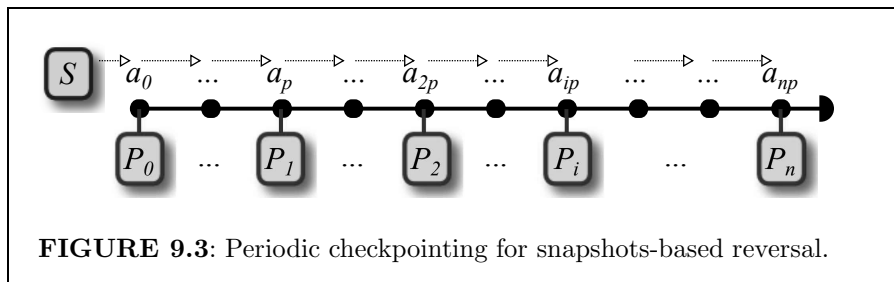 S a0 ... ap ... a2p ... aip ... ... anp
P0 ... P1 ... P2 ... Pi ... Pn
FIGURE 9.3: Periodic checkpointing for snapshots-based reversal.